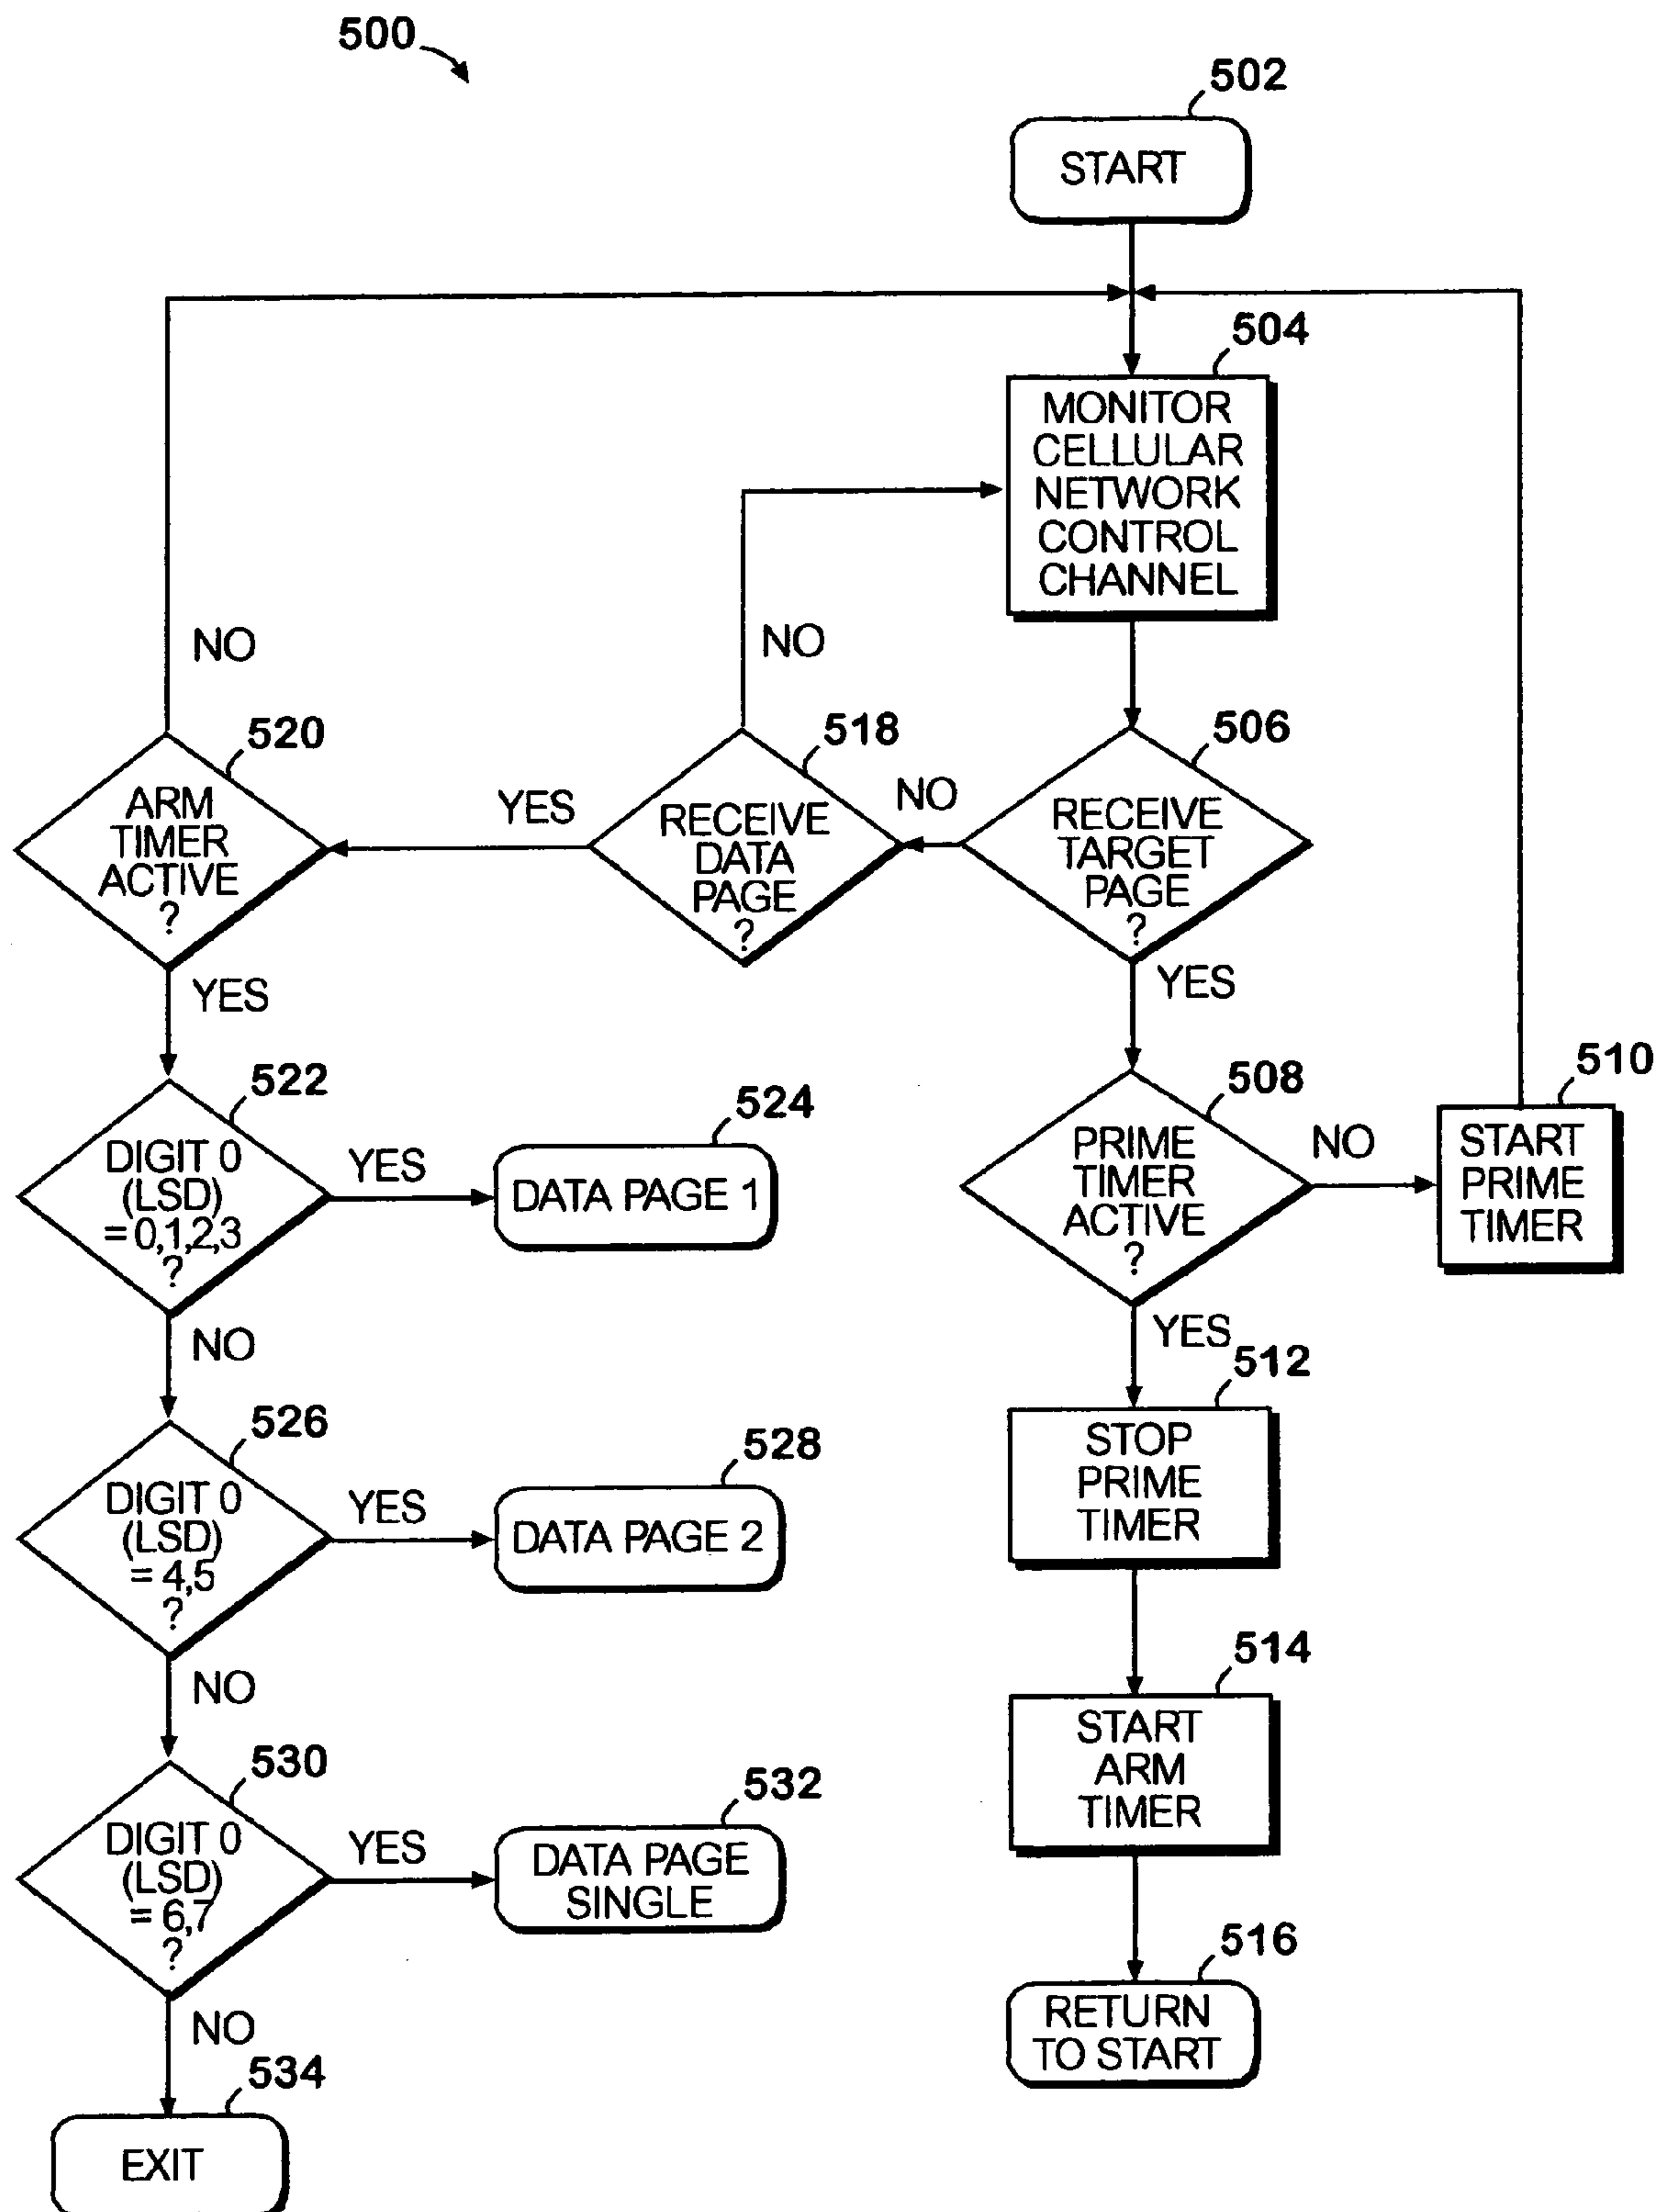 500
502
START
504
MONITOR
CELLULAR
NETWORK
CONTROL
CHANNEL
NO
NO
520
518
506
ARM
TIMER
ACTIVE
?
YES
RECEIVE
DATA
PAGE
?
NO
RECEIVE
TARGET
PAGE
?
YES
YES
522
DIGIT 0
(LSD)
= 0,1,2,3
?
YES
524
DATA PAGE 1
508
PRIME
TIMER
ACTIVE
?
NO
510
START
PRIME
TIMER
NO
YES
512
STOP
PRIME
TIMER
526
DIGIT 0
(LSD)
= 4,5
?
YES
528
DATA PAGE 2
NO
514
START
ARM
TIMER
530
DIGIT 0
(LSD)
= 6,7
?
YES
532
DATA PAGE
SINGLE
516
RETURN
TO START
NO
534
EXIT